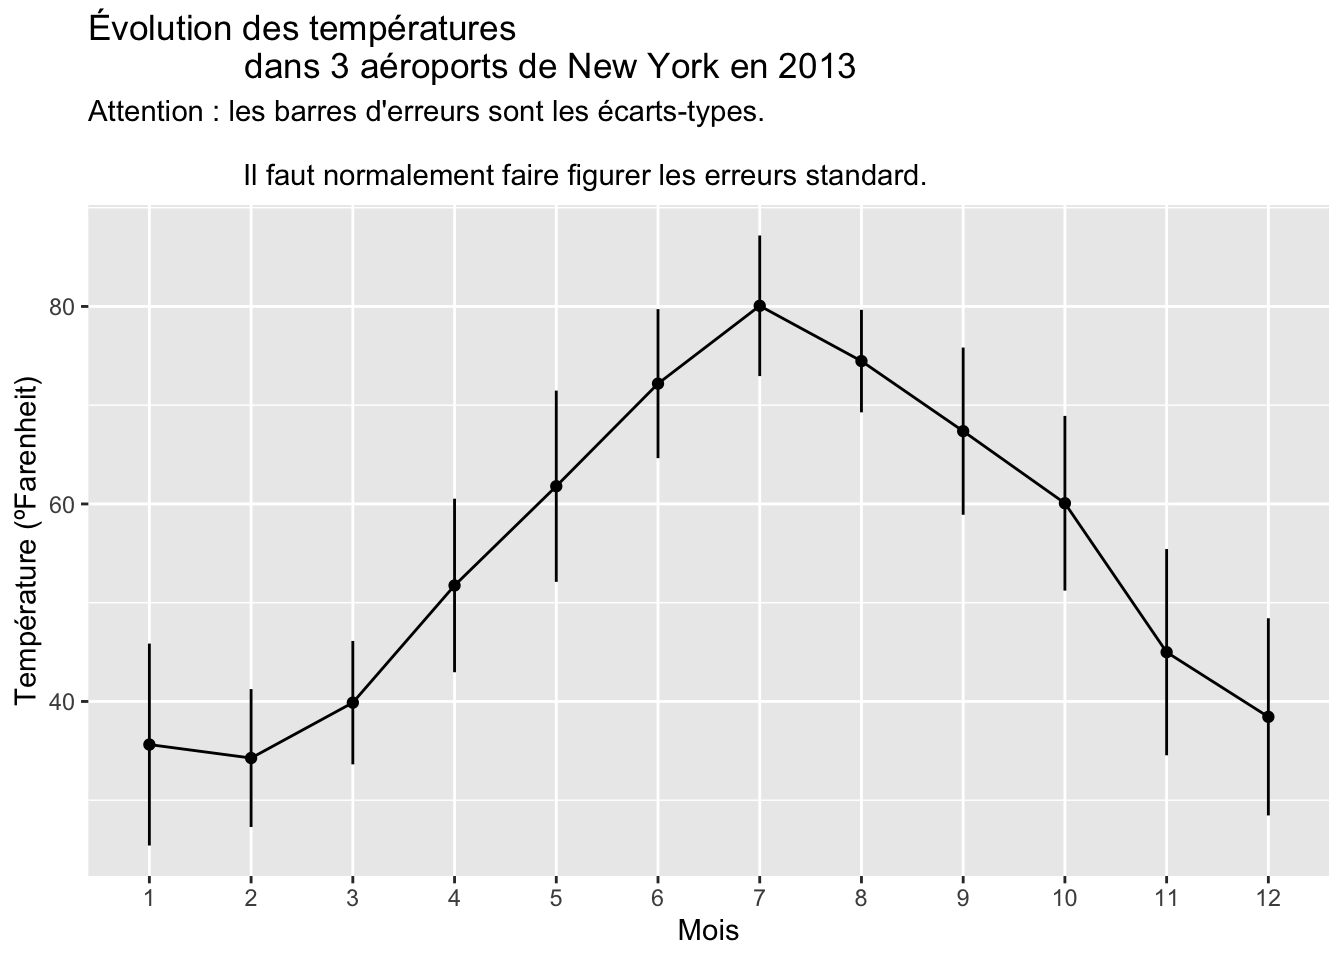 Évolution des températures
dans 3 aéroports de New York en 2013
Attention : les barres d'erreurs sont les écarts-types.
Il faut normalement faire figurer les erreurs standard.
Température (ºFarenheit)
80
60
40
1 2 3 4 5 6 7 8 9 10 11 12
Mois